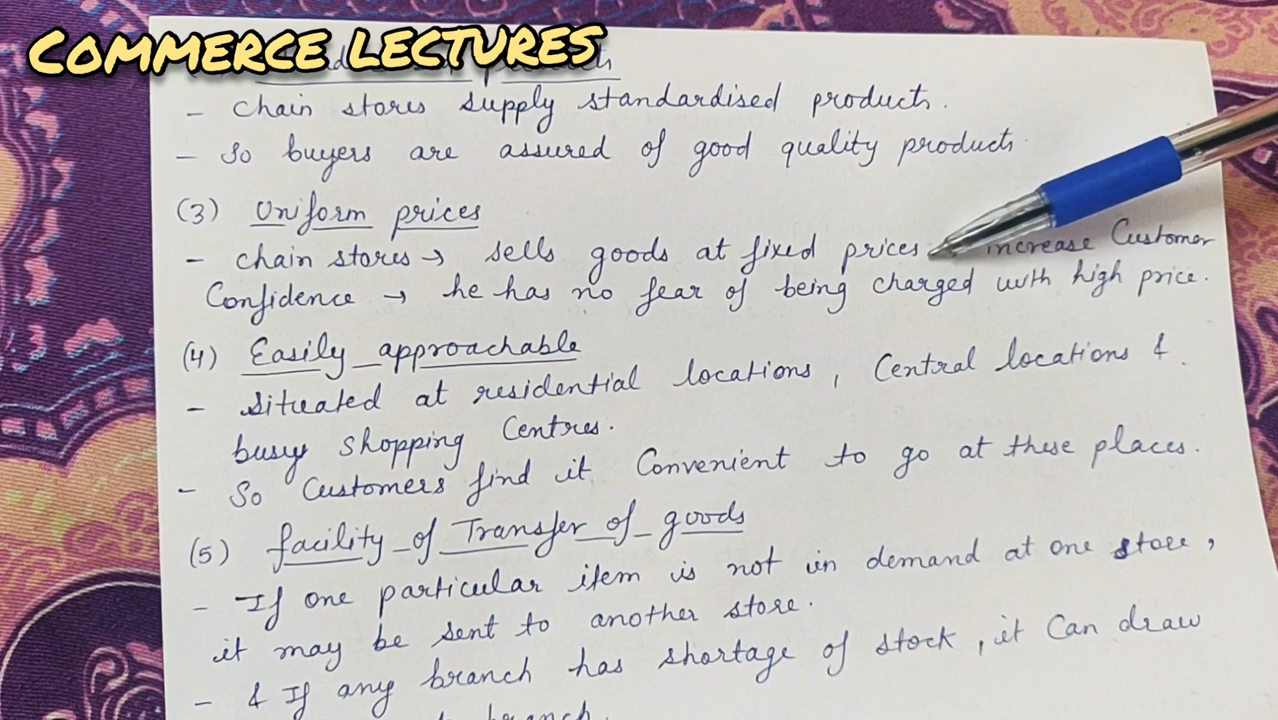 COMMERCE LECTURES
- Chain stores supply standardised products.
- So buyers are assured of good quality products.
(3) Uniform prices
- Chain stores → sells goods at fixed prices increase Customer
Confidence → he has no fear of being charged with high price.
(4) Easily approachable
- Situated at residential locations, Central locations &
busy shopping Centres.
- So Customers find it Convenient to go at these places.
(5) facility of Transfer of goods
- If one particular item is not in demand at one store,
it may be sent to another store.
- & If any branch has shortage of stock, it Can draw
branch.